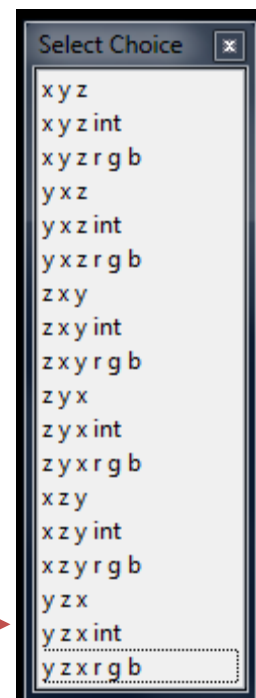 Select Choice
x y z
x y z int
x y z r g b
y x z
y x z int
y x z r g b
z x y
z x y int
z x y r g b
z y x
z y x int
z y x r g b
x z y
x z y int
x z y r g b
y z x
y z x int
y z x r g b